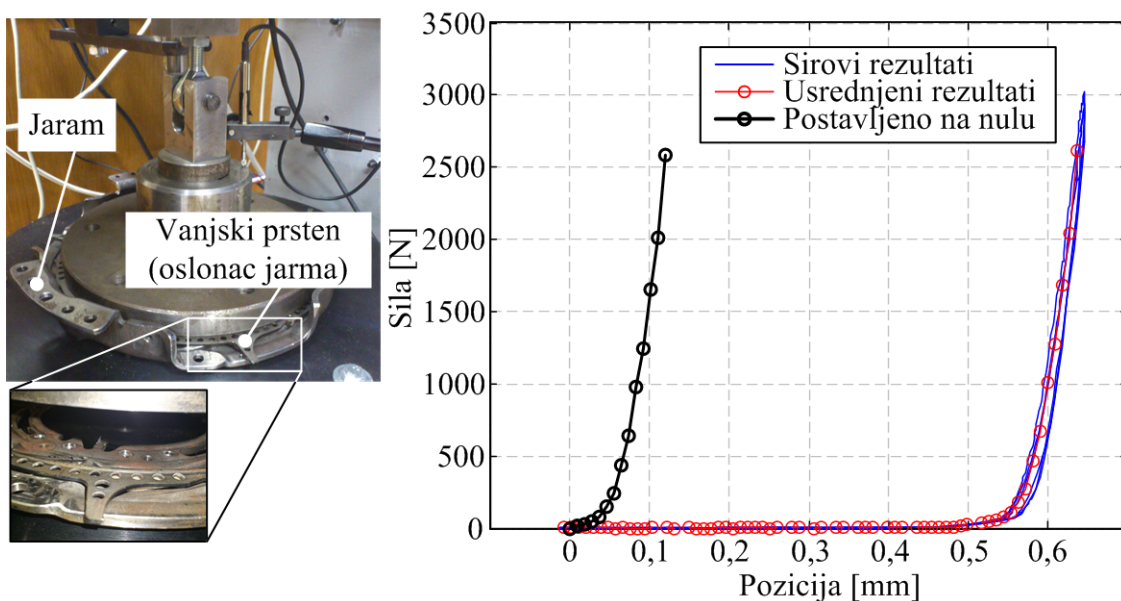 Jaram
Vanjski prsten
(oslonac jarma)
3500
3000
2500
2000
1500
1000
500
0
Sila [N]
Sirovi rezultati
Usrednjeni rezultati
Postavljeno na nulu
0 0,1 0,2 0,3 0,4 0,5 0,6
Pozicija [mm]